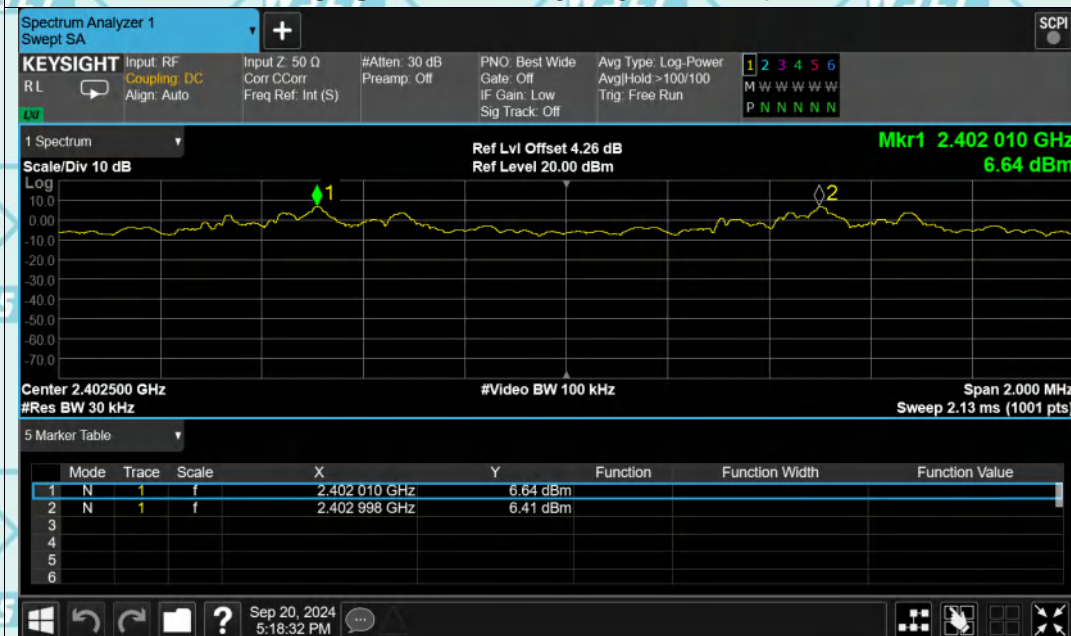 Spectrum Analyzer 1
Swept SA
+
SCPI
KEYSIGHT Input: RF Input Z: 50 Ω #Atten: 30 dB PNO: Best Wide Avg Type: Log-Power 1 2 3 4 5 6
RL Coupling: DC Corr CCorr Preamp: Off Gate: Off Avg|Hold:>100/100 M W W W W W W
Align: Auto Freq Ref: Int (S) IF Gain: Low Trig: Free Run P N N N N N
LXI Sig Track: Off
1 Spectrum Ref Lvl Offset 4.26 dB Mkr1 2.402 010 GHz
Scale/Div 10 dB Ref Level 20.00 dBm 6.64 dBm
Log
10.0 1 2
0.00
-10.0
-20.0
-30.0
-40.0
-50.0
-60.0
-70.0
Center 2.402500 GHz #Video BW 100 kHz Span 2.000 MHz
#Res BW 30 kHz Sweep 2.13 ms (1001 pts)
5 Marker Table
Mode Trace Scale X Y Function Function Width Function Value
1 N 1 f 2.402 010 GHz 6.64 dBm
2 N 1 f 2.402 998 GHz 6.41 dBm
3
4
5
6
? Sep 20, 2024
5:18:32 PM